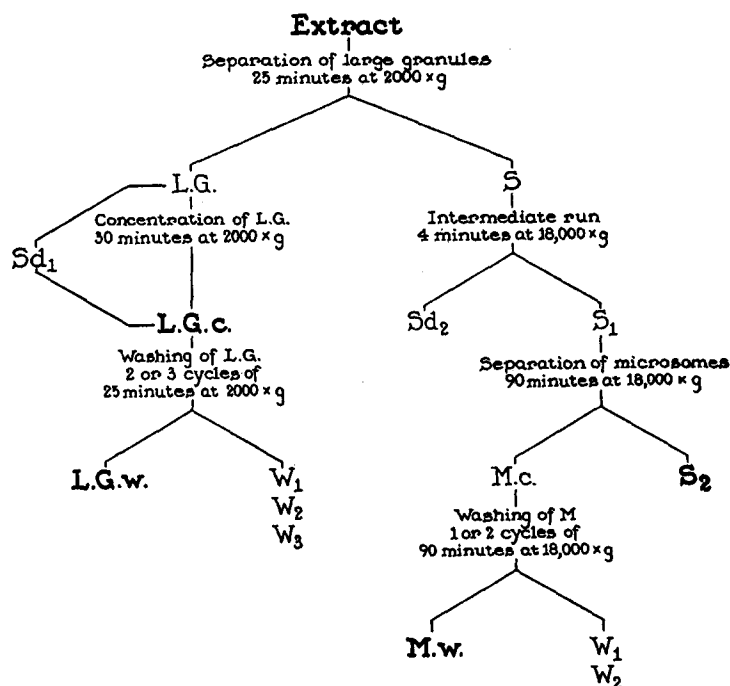 Extract
Separation of large granules
25 minutes at 2000 × g
L.G.
S
Concentration of L.G.
30 minutes at 2000 × g
Intermediate run
4 minutes at 18,000 × g
Sd₁
L.G.c.
Sd₂
S₁
Washing of L.G.
2 or 3 cycles of
25 minutes at 2000 × g
Separation of microsomes
90 minutes at 18,000 × g
L.G.w.
W₁
W₂
W₃
M.c.
S₂
Washing of M
1 or 2 cycles of
90 minutes at 18,000 × g
M.w.
W₁
W₂